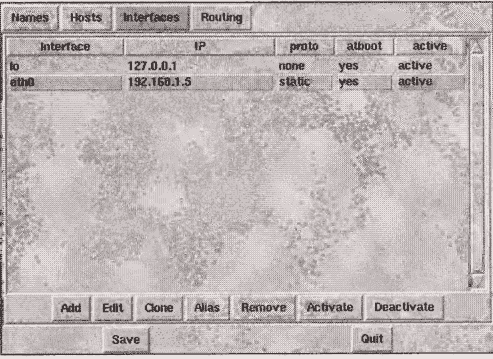 Names Hosts Interfaces Routing
Interface IP proto atboot active
lo 127.0.0.1 none yes active
eth0 192.168.1.5 static yes active
Add Edit Clone Alias Remove Activate Deactivate
Save Quit